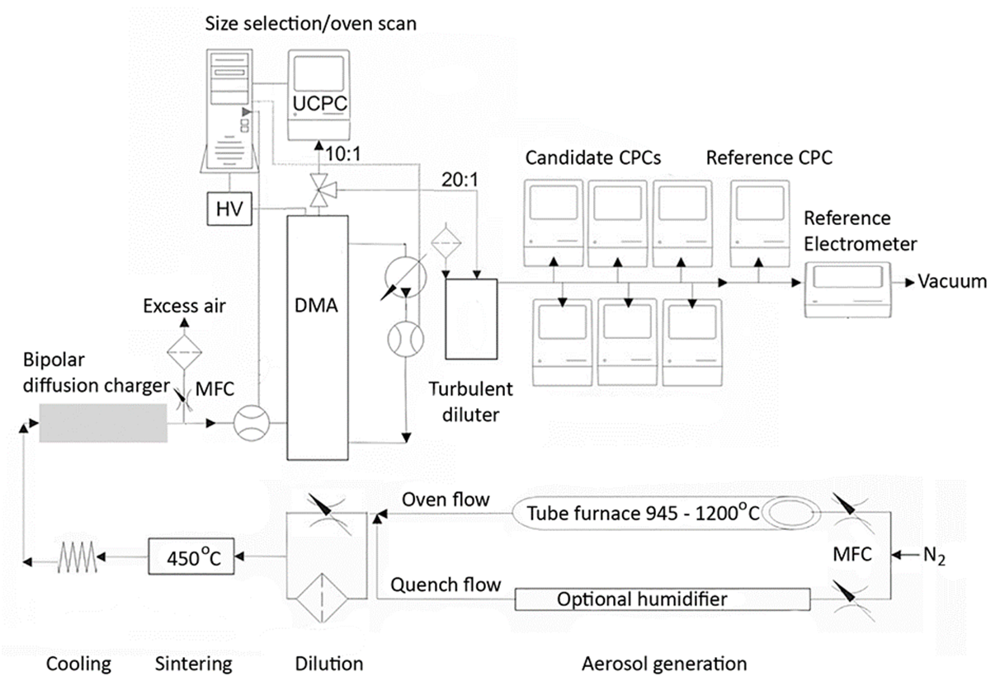 Size selection/oven scan
UCPC
10:1
20:1
Candidate CPCs
Reference CPC
HV
Reference
Electrometer
Vacuum
DMA
Excess air
Bipolar
diffusion charger
MFC
Turbulent
diluter
Oven flow
Tube furnace 945 - 1200°C
450°C
MFC
N₂
Quench flow
Optional humidifier
Cooling
Sintering
Dilution
Aerosol generation